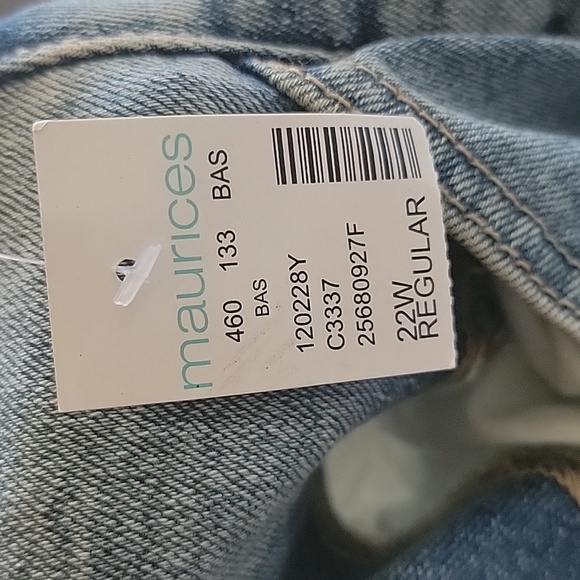 maurices
460 133 BAS
BAS
120228Y
C3337
25680927F
22W
REGULAR